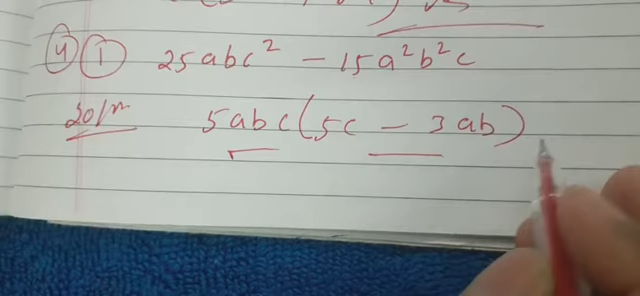 4 1 25abc² - 15a²b²c
Solⁿ 5abc(5c - 3ab)